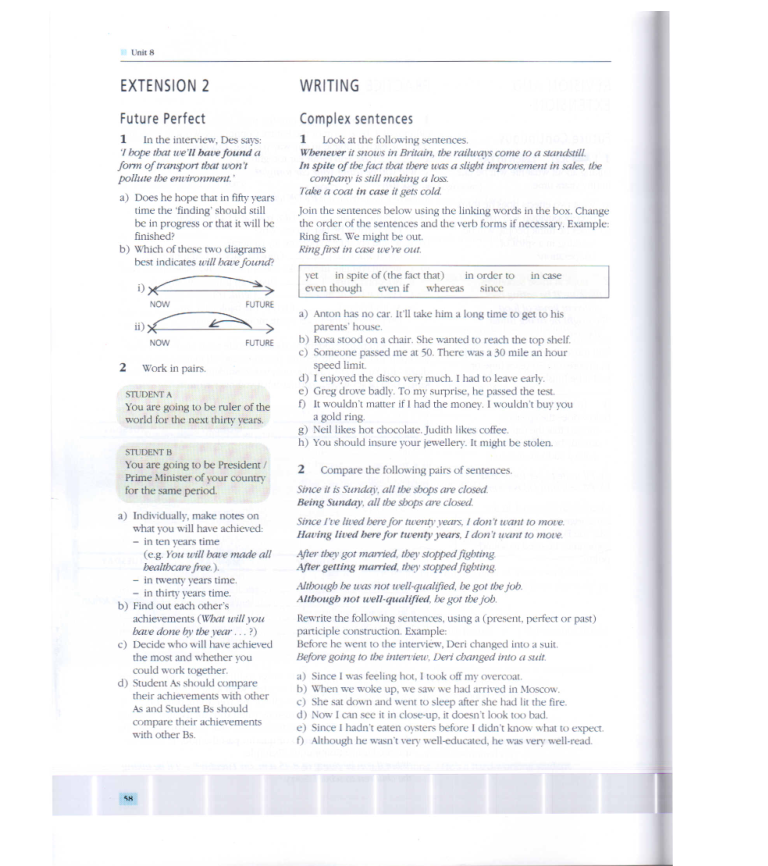 Unit 8
EXTENSION 2
Future Perfect
1 In the interview, Des says:
'I hope that we'll have found a
form of transport that won't
pollute the environment.'
a) Does he hope that in fifty years
time the 'finding' should still
be in progress or that it will be
finished?
b) Which of these two diagrams
best indicates will have found?
i)
NOW FUTURE
ii)
NOW FUTURE
2 Work in pairs.
STUDENT A
You are going to be ruler of the
world for the next thirty years.
STUDENT B
You are going to be President /
Prime Minister of your country
for the same period.
a) Individually, make notes on
what you will have achieved:
– in ten years time
(e.g. You will have made all
healthcare free.).
– in twenty years time.
– in thirty years time.
b) Find out each other's
achievements (What will you
have done by the year . . . ?)
c) Decide who will have achieved
the most and whether you
could work together.
d) Student As should compare
their achievements with other
As and Student Bs should
compare their achievements
with other Bs.
WRITING
Complex sentences
1 Look at the following sentences.
Whenever it snows in Britain, the railways come to a standstill.
In spite of the fact that there was a slight improvement in sales, the
company is still making a loss.
Take a coat in case it gets cold.
Join the sentences below using the linking words in the box. Change
the order of the sentences and the verb forms if necessary. Example:
Ring first. We might be out.
Ring first in case we're out.
yet in spite of (the fact that) in order to in case
even though even if whereas since
a) Anton has no car. It'll take him a long time to get to his
parents' house.
b) Rosa stood on a chair. She wanted to reach the top shelf.
c) Someone passed me at 50. There was a 30 mile an hour
speed limit.
d) I enjoyed the disco very much. I had to leave early.
e) Greg drove badly. To my surprise, he passed the test.
f) It wouldn't matter if I had the money. I wouldn't buy you
a gold ring.
g) Neil likes hot chocolate. Judith likes coffee.
h) You should insure your jewellery. It might be stolen.
2 Compare the following pairs of sentences.
Since it is Sunday, all the shops are closed.
Being Sunday, all the shops are closed.
Since I've lived here for twenty years, I don't want to move.
Having lived here for twenty years, I don't want to move.
After they got married, they stopped fighting.
After getting married, they stopped fighting.
Although he was not well-qualified, he got the job.
Although not well-qualified, he got the job.
Rewrite the following sentences, using a (present, perfect or past)
participle construction. Example:
Before he went to the interview, Deri changed into a suit.
Before going to the interview, Deri changed into a suit.
a) Since I was feeling hot, I took off my overcoat.
b) When we woke up, we saw we had arrived in Moscow.
c) She sat down and went to sleep after she had lit the fire.
d) Now I can see it in close-up, it doesn't look too bad.
e) Since I hadn't eaten oysters before I didn't know what to expect.
f) Although he wasn't very well-educated, he was very well-read.
58